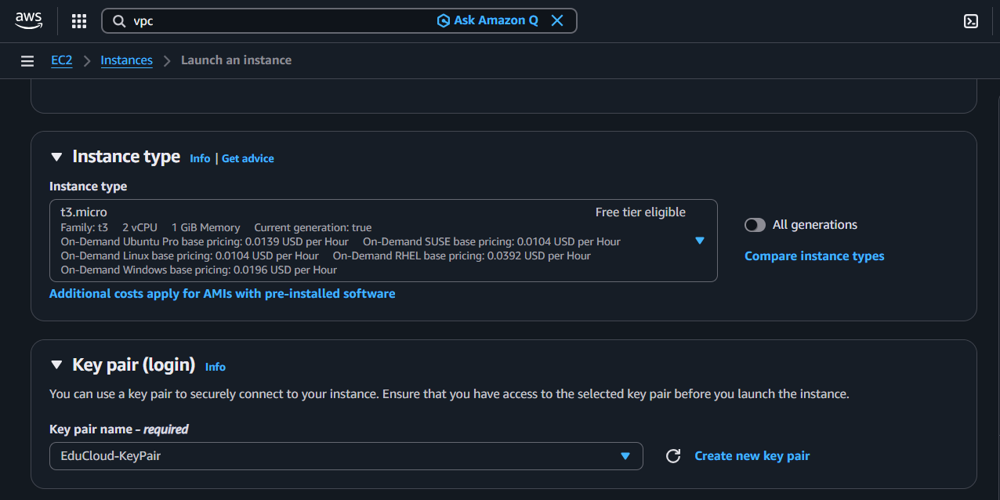 aws
vpc
Ask Amazon Q
EC2 Instances Launch an instance
Instance type Info | Get advice
Instance type
t3.micro Free tier eligible
Family: t3 2 vCPU 1 GiB Memory Current generation: true
On-Demand Ubuntu Pro base pricing: 0.0139 USD per Hour On-Demand SUSE base pricing: 0.0104 USD per Hour
On-Demand Linux base pricing: 0.0104 USD per Hour On-Demand RHEL base pricing: 0.0392 USD per Hour
On-Demand Windows base pricing: 0.0196 USD per Hour
All generations
Compare instance types
Additional costs apply for AMIs with pre-installed software
Key pair (login) Info
You can use a key pair to securely connect to your instance. Ensure that you have access to the selected key pair before you launch the instance.
Key pair name - required
EduCloud-KeyPair
Create new key pair